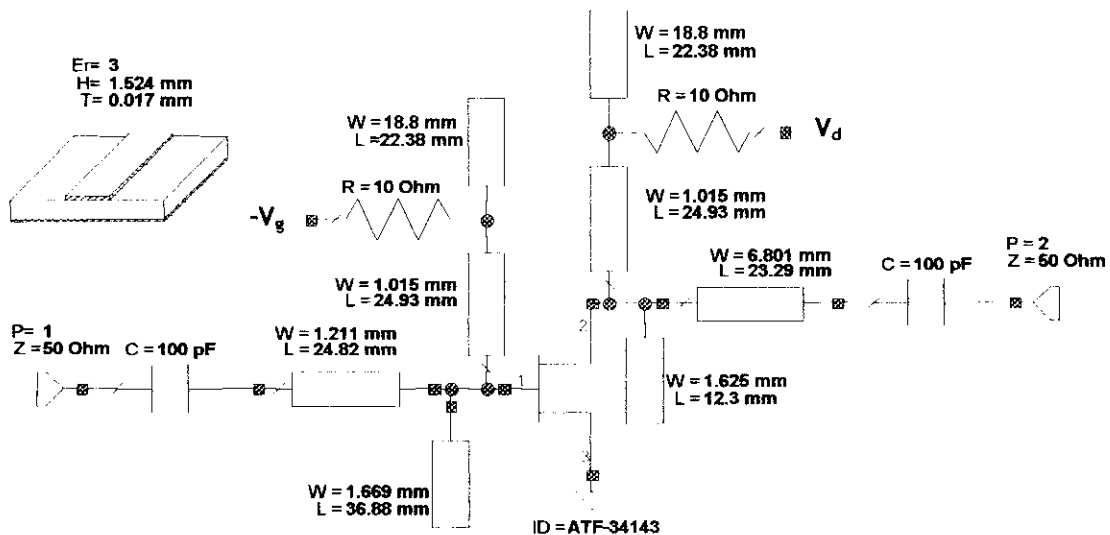 W = 18.8 mm
L = 22.38 mm
Er= 3
H= 1.524 mm
T= 0.017 mm
R = 10 Ohm
Vd
W = 18.8 mm
L =22.38 mm
R = 10 Ohm
-Vg
W = 1.015 mm
L = 24.93 mm
W = 6.801 mm
L = 23.29 mm
C = 100 pF
P = 2
Z = 50 Ohm
W = 1.015 mm
L = 24.93 mm
2
P= 1
Z = 50 Ohm
C = 100 pF
W = 1.211 mm
L = 24.82 mm
1
W = 1.625 mm
L = 12.3 mm
3
W = 1.669 mm
L = 36.88 mm
ID = ATF-34143